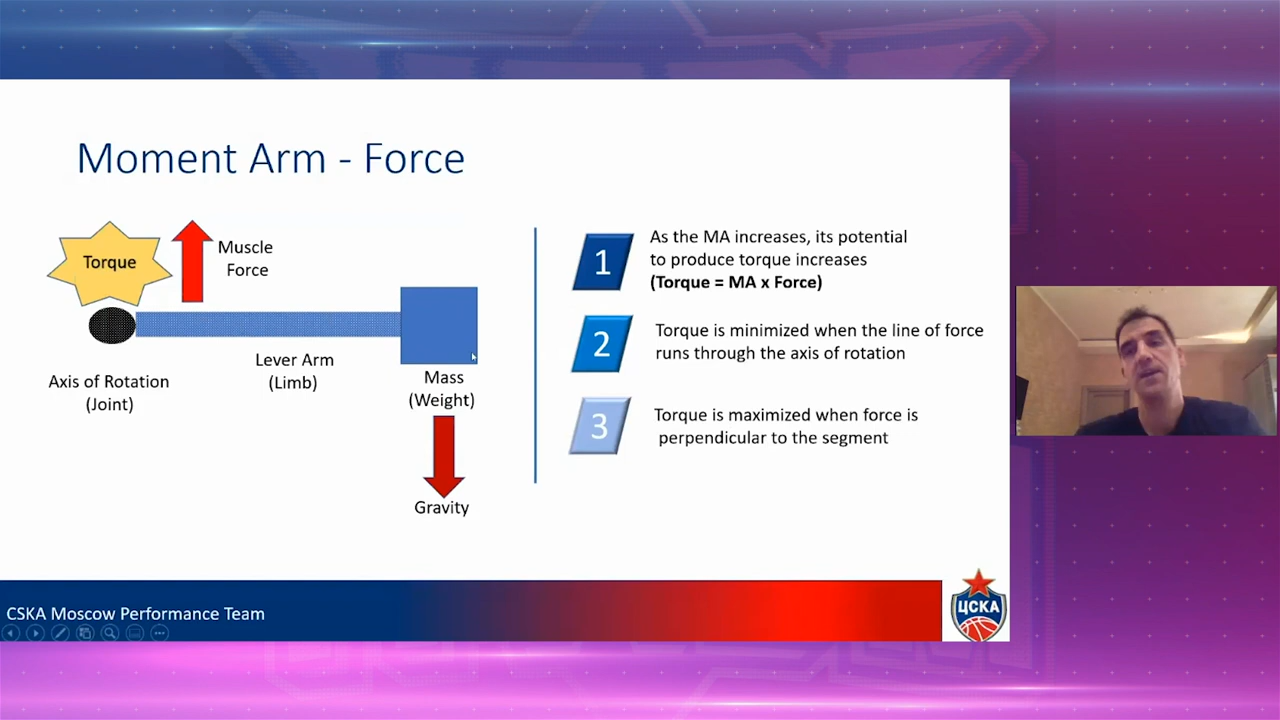 Moment Arm - Force
Torque
Muscle
Force
Lever Arm
(Limb)
Axis of Rotation
(Joint)
Mass
(Weight)
Gravity
1
As the MA increases, its potential
to produce torque increases
(Torque = MA x Force)
2
Torque is minimized when the line of force
runs through the axis of rotation
3
Torque is maximized when force is
perpendicular to the segment
CSKA Moscow Performance Team
ЦСКА